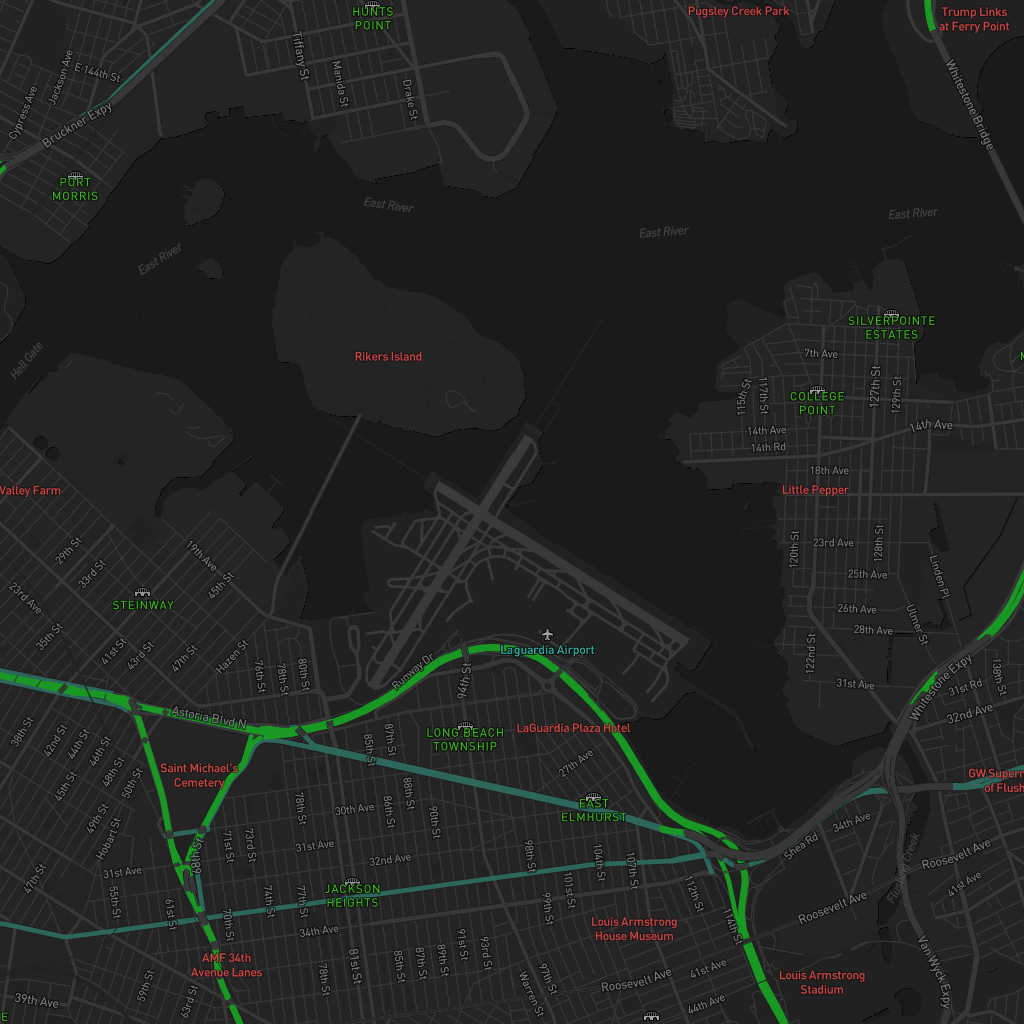 HUNTS
POINT
Pugsley Creek Park
Trump Links
at Ferry Point
Tiffany St
Manida St
Drake St
Jackson Ave
E 144th St
Cypress Ave
Bruckner Expy
Whitestone Bridge
PORT
MORRIS
East River
East River
East River
East River
Hell Gate
Rikers Island
SILVERPOINTE
ESTATES
7th Ave
115th St
117th St
127th St
129th St
COLLEGE
POINT
14th Ave
14th Ave
14th Rd
18th Ave
Valley Farm
Little Pepper
29th St
33rd St
19th Ave
45th St
23rd Ave
35th St
STEINWAY
120th St
23rd Ave
128th St
25th Ave
Linden Pl
26th Ave
28th Ave
Ulmer St
122nd St
31st Ave
Whitestone Expy
138th St
31st Rd
32nd Ave
41st St
43rd St
47th St
Hazen St
76th St
78th St
80th St
Runway Dr
94th St
Laguardia Airport
38th St
42nd St
44th St
46th St
48th St
50th St
45th St
49th St
Astoria Blvd N
85th St
87th St
LONG BEACH
TOWNSHIP
LaGuardia Plaza Hotel
27th Ave
Saint Michael's
Cemetery
Hobart St
78th St
30th Ave
86th St
88th St
90th St
EAST
ELMHURST
GW Superm
of Flush
34th Ave
Shea Rd
Roosevelt Ave
41st Ave
Flushing Creek
47th St
31st Ave
68th St
71st St
73rd St
31st Ave
32nd Ave
98th St
104th St
107th St
101st St
112th St
55th St
61st St
70th St
74th St
77th St
JACKSON
HEIGHTS
99th St
114th St
Roosevelt Ave
34th Ave
Louis Armstrong
House Museum
AMF 34th
Avenue Lanes
78th St
81st St
85th St
87th St
89th St
91st St
93rd St
97th St
Warren St
Roosevelt Ave
41st Ave
44th Ave
Louis Armstrong
Stadium
Van Wyck Expy
39th Ave
59th St
63rd St